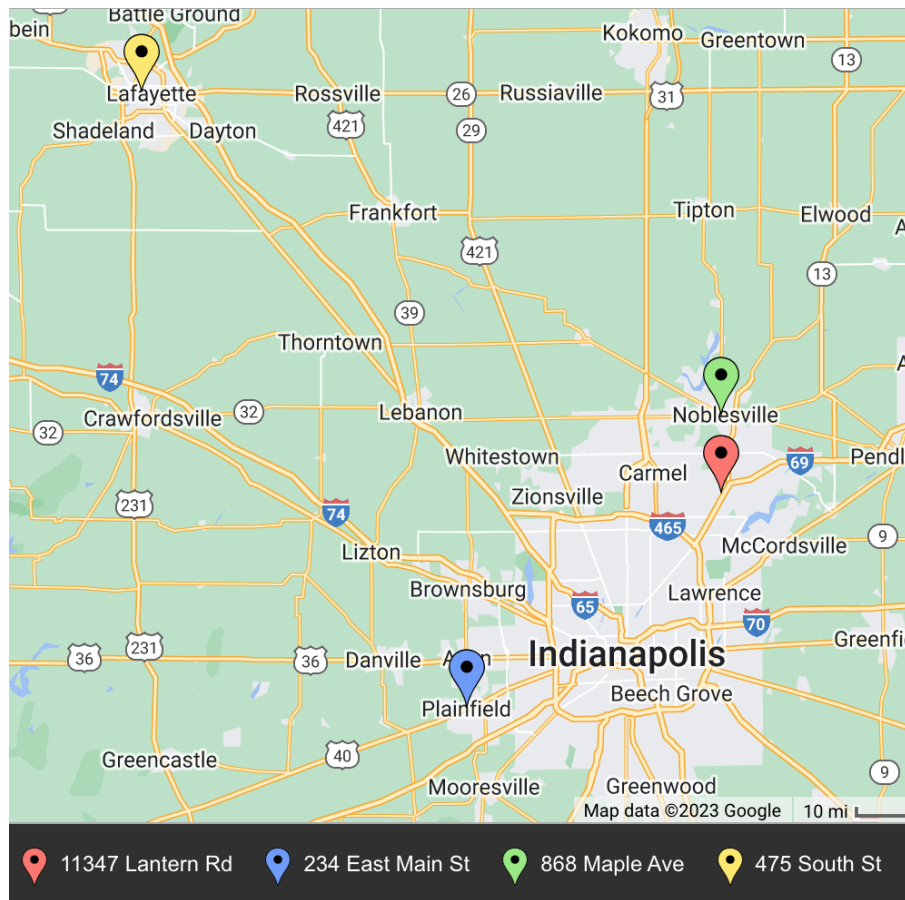 Battle Ground
bein
Kokomo
Greentown
13
Lafayette
Rossville
26
Russiaville
31
421
29
Shadeland
Dayton
Frankfort
Tipton
Elwood
A
421
13
39
Thorntown
74
A
Crawfordsville
32
Lebanon
Noblesville
32
Whitestown
Carmel
69
Pendl
231
74
Zionsville
465
9
Lizton
McCordsville
Brownsburg
65
Lawrence
70
36
231
36
Danville
Indianapolis
Greenfi
Beech Grove
Plainfield
40
Greencastle
Mooresville
Greenwood
9
Map data ©2023 Google
10 mi
11347 Lantern Rd
234 East Main St
868 Maple Ave
475 South St